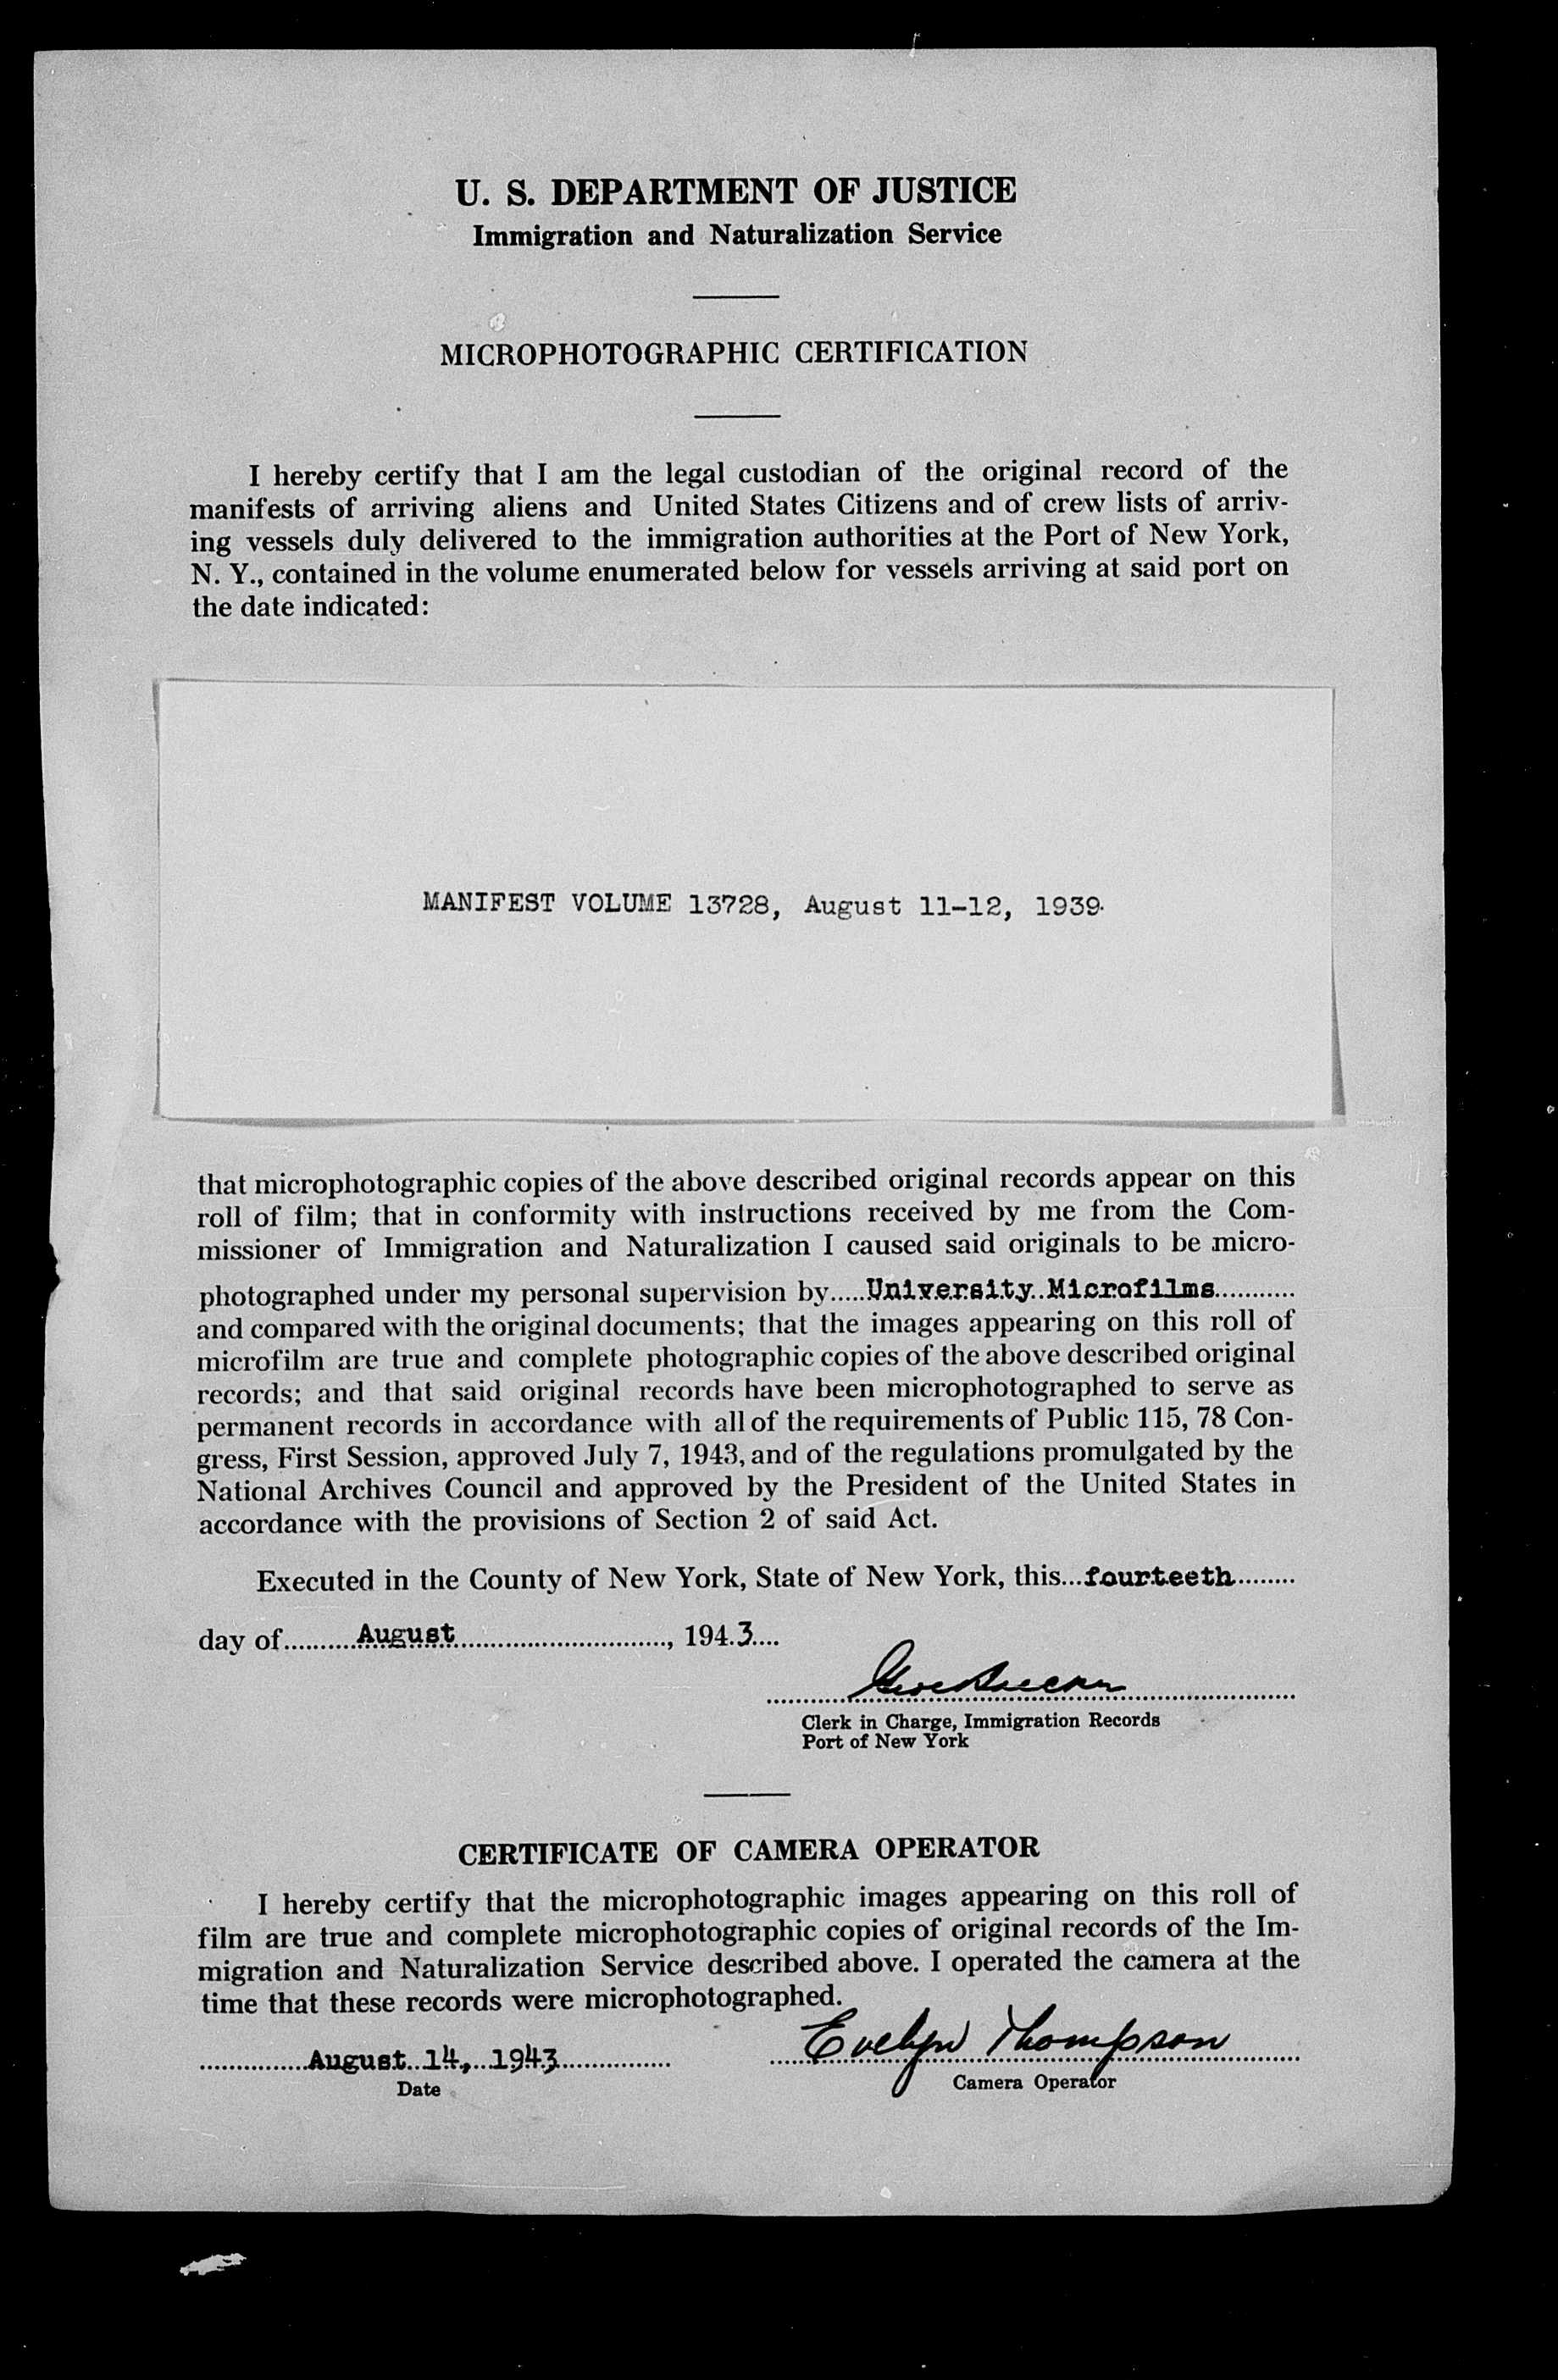 U. S. DEPARTMENT OF JUSTICE
Immigration and Naturalization Service
MICROPHOTOGRAPHIC CERTIFICATION
I hereby certify that I am the legal custodian of the original record of the
manifests of arriving aliens and United States Citizens and of crew lists of arriv-
ing vessels duly delivered to the immigration authorities at the Port of New York,
N. Y., contained in the volume enumerated below for vessels arriving at said port on
the date indicated:
MANIFEST VOLUME 13728, August 11-12, 1939.
that microphotographic copies of the above described original records appear on this
roll of film; that in conformity with instructions received by me from the Com-
missioner of Immigration and Naturalization I caused said originals to be micro-
photographed under my personal supervision by.....University Microfilms...........
and compared with the original documents; that the images appearing on this roll of
microfilm are true and complete photographic copies of the above described original
records; and that said original records have been microphotographed to serve as
permanent records in accordance with all of the requirements of Public 115, 78 Con-
gress, First Session, approved July 7, 1943, and of the regulations promulgated by the
National Archives Council and approved by the President of the United States in
accordance with the provisions of Section 2 of said Act.
Executed in the County of New York, State of New York, this...fourteeth.........
day of...........August..............................., 194.3....
Clerk in Charge, Immigration Records
Port of New York
CERTIFICATE OF CAMERA OPERATOR
I hereby certify that the microphotographic images appearing on this roll of
film are true and complete microphotographic copies of original records of the Im-
migration and Naturalization Service described above. I operated the camera at the
time that these records were microphotographed.
...............August 14, 1943................ Evelyn Thompson
Date Camera Operator